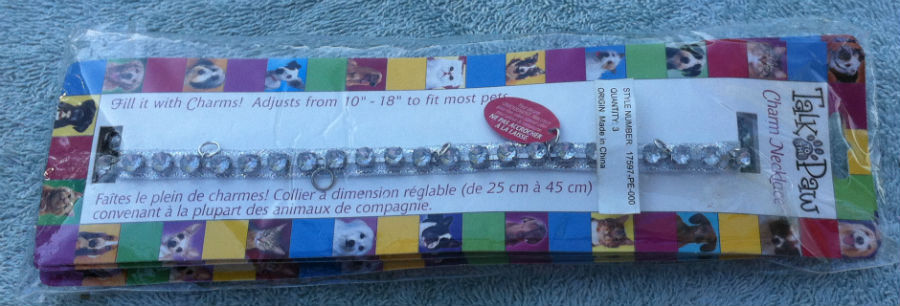 Fill it with Charms! Adjusts from 10" - 18" to fit most pets
NE PAS ACCROCHER
À LA LAISSE
Faîtes le plein de charmes! Collier à dimension réglable (de 25 cm à 45 cm)
convenant à la plupart des animaux de compagnie.
STYLE NUMBER: 17597-PE-000
QUANTITY: 3
ORIGIN: Made in China
Talk Paw
Charm Necklace